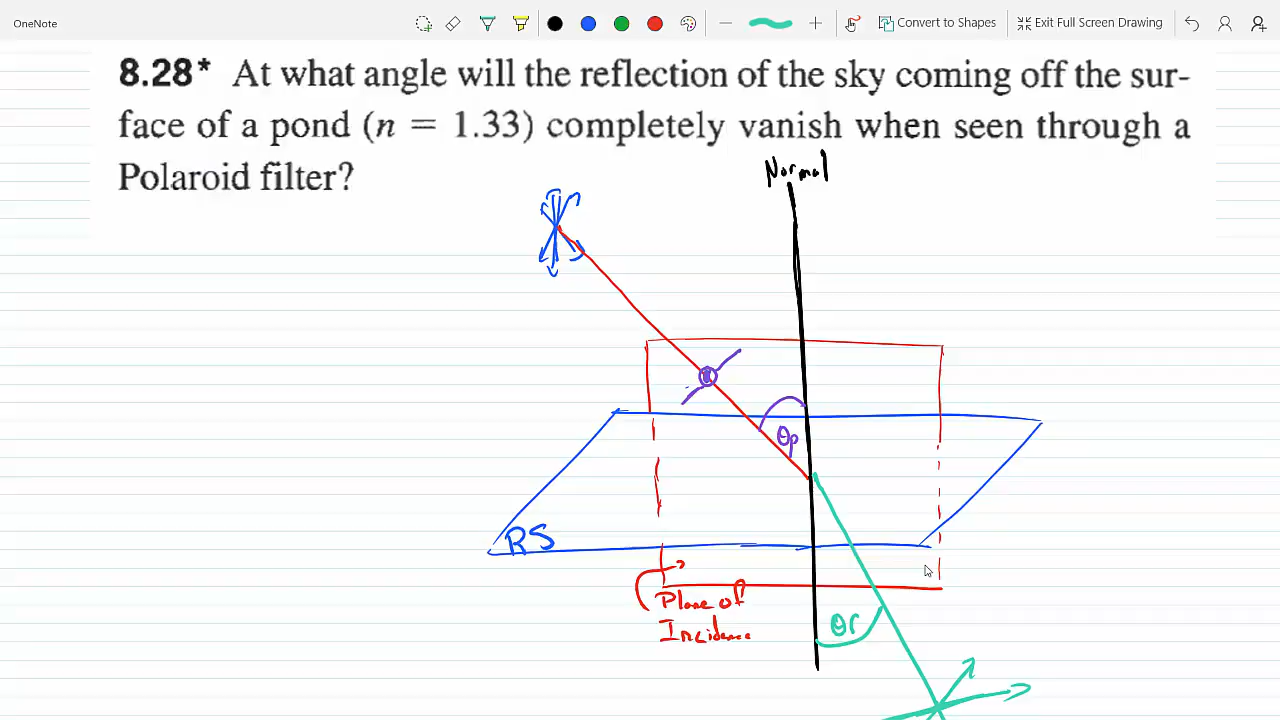 OneNote
Convert to Shapes
Exit Full Screen Drawing
8.28* At what angle will the reflection of the sky coming off the sur-
face of a pond (n = 1.33) completely vanish when seen through a
Polaroid filter?
Normal
θp
RS
Plane of
Incidence
θr